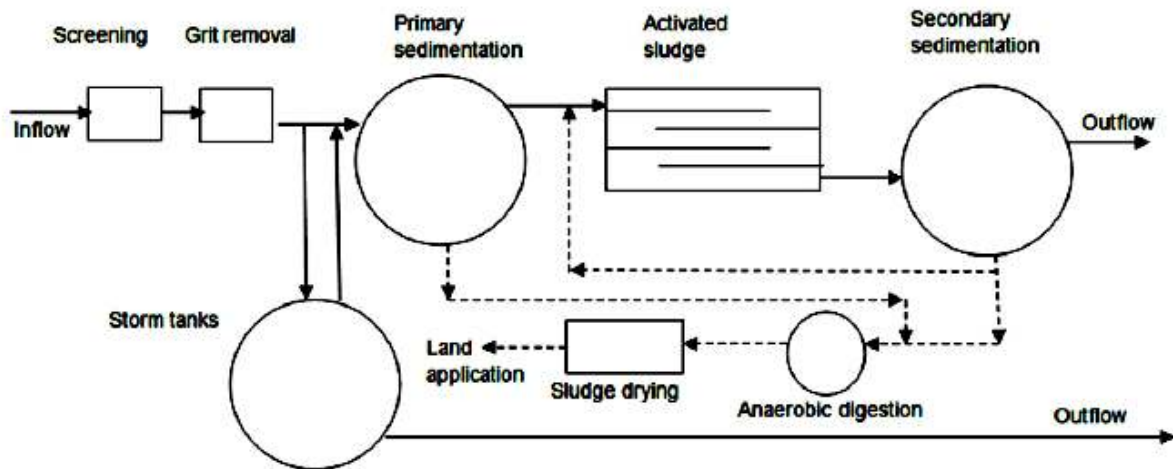 Screening
Grit removal
Primary
sedimentation
Activated
sludge
Secondary
sedimentation
Inflow
Outflow
Storm tanks
Land
application
Sludge drying
Anaerobic digestion
Outflow